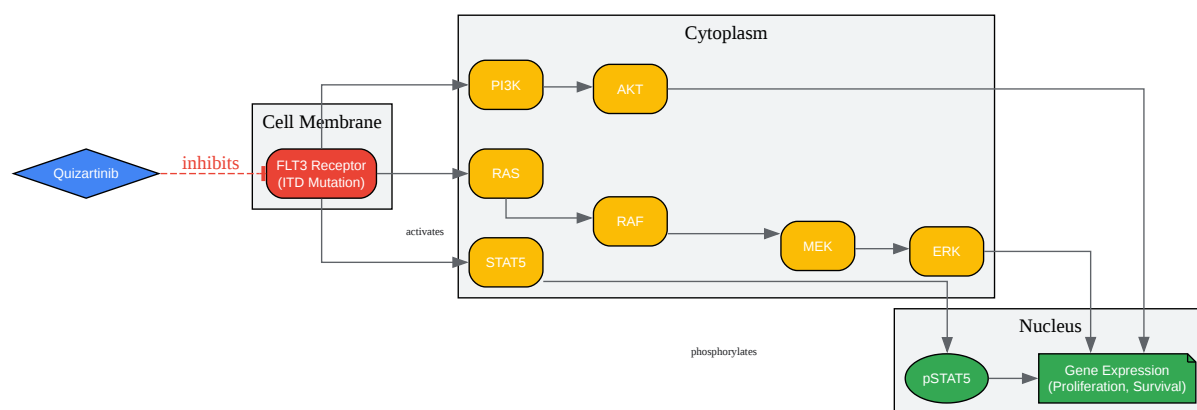 Cytoplasm
PI3K
AKT
Cell Membrane
inhibits
Quizartinib
FLT3 Receptor
(ITD Mutation)
RAS
RAF
activates
MEK
ERK
STAT5
Nucleus
phosphorylates
pSTAT5
Gene Expression
(Proliferation, Survival)